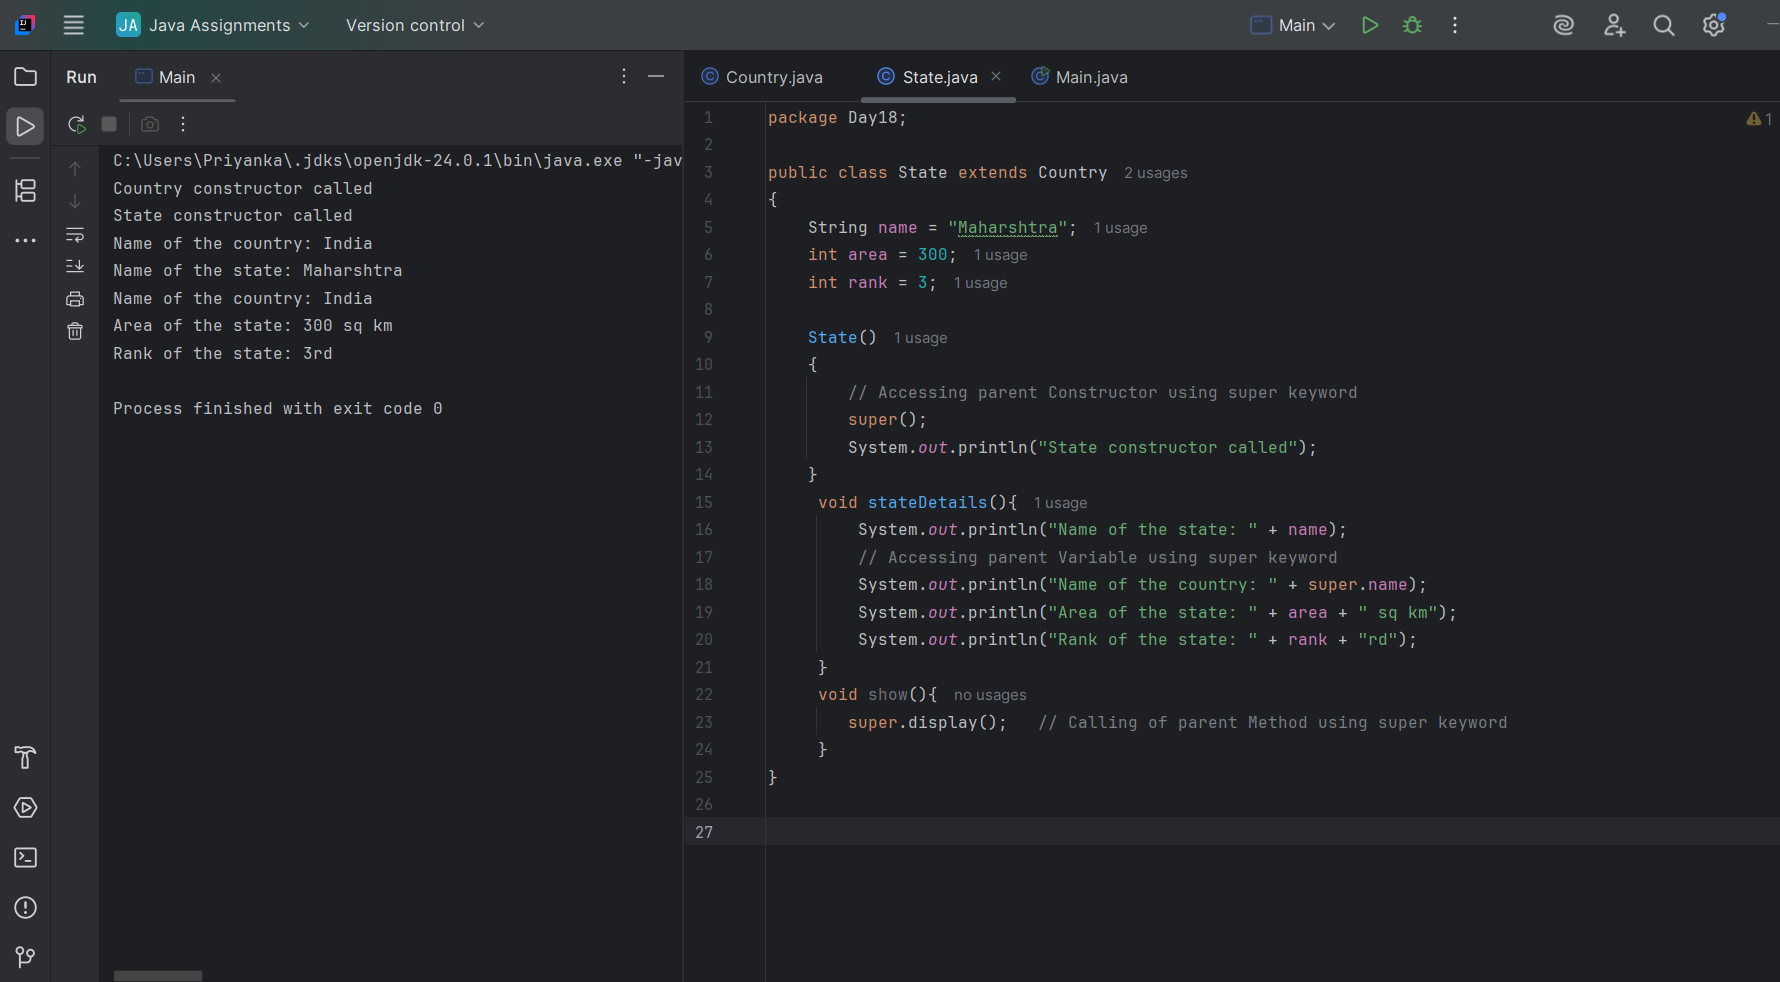 JA Java Assignments Version control Main
Run Main
Country.java State.java Main.java
C:\Users\Priyanka\.jdks\openjdk-24.0.1\bin\java.exe "-jav
Country constructor called
State constructor called
Name of the country: India
Name of the state: Maharshtra
Name of the country: India
Area of the state: 300 sq km
Rank of the state: 3rd
Process finished with exit code 0
1 package Day18; 1
2
3 public class State extends Country 2 usages
4 {
5 String name = "Maharshtra"; 1 usage
6 int area = 300; 1 usage
7 int rank = 3; 1 usage
8
9 State() 1 usage
10 {
11 // Accessing parent Constructor using super keyword
12 super();
13 System.out.println("State constructor called");
14 }
15 void stateDetails(){ 1 usage
16 System.out.println("Name of the state: " + name);
17 // Accessing parent Variable using super keyword
18 System.out.println("Name of the country: " + super.name);
19 System.out.println("Area of the state: " + area + " sq km");
20 System.out.println("Rank of the state: " + rank + "rd");
21 }
22 void show(){ no usages
23 super.display(); // Calling of parent Method using super keyword
24 }
25 }
26
27